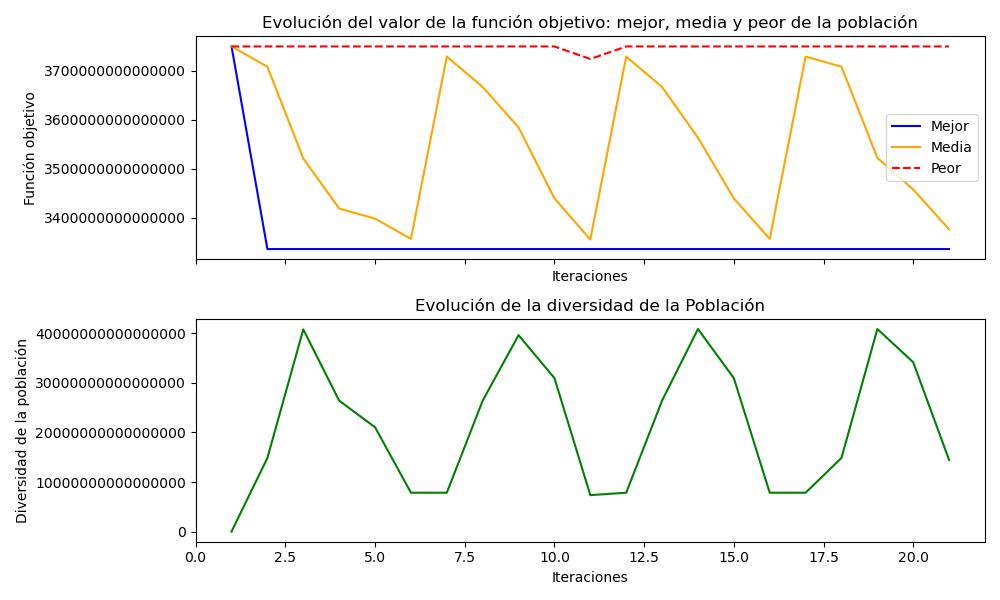 Evolución del valor de la función objetivo: mejor, media y peor de la población
Función objetivo
3700000000000000
3600000000000000
3500000000000000
3400000000000000
Mejor
Media
Peor
Iteraciones
Evolución de la diversidad de la Población
Diversidad de la población
40000000000000000
30000000000000000
20000000000000000
10000000000000000
0
0.0 2.5 5.0 7.5 10.0 12.5 15.0 17.5 20.0
Iteraciones